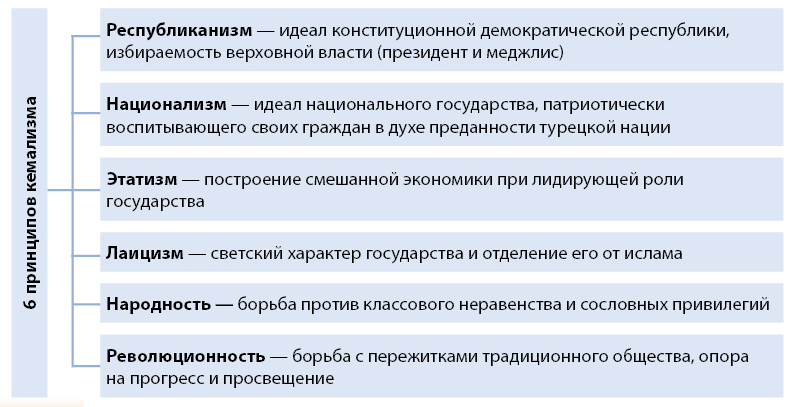 6 принципов кемализма
Республиканизм — идеал конституционной демократической республики,
избираемость верховной власти (президент и меджлис)
Национализм — идеал национального государства, патриотически
воспитывающего своих граждан в духе преданности турецкой нации
Этатизм — построение смешанной экономики при лидирующей роли
государства
Лаицизм — светский характер государства и отделение его от ислама
Народность — борьба против классового неравенства и сословных привилегий
Революционность — борьба с пережитками традиционного общества, опора
на прогресс и просвещение